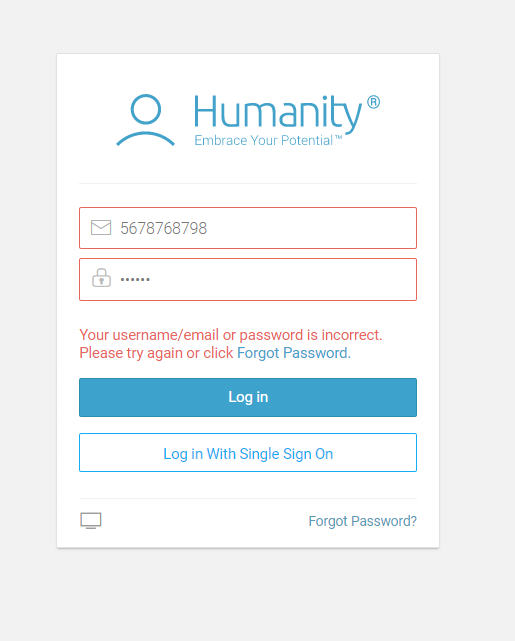 Humanity®
Embrace Your Potential™
5678768798
••••••
Your username/email or password is incorrect.
Please try again or click Forgot Password.
Log in
Log in With Single Sign On
Forgot Password?